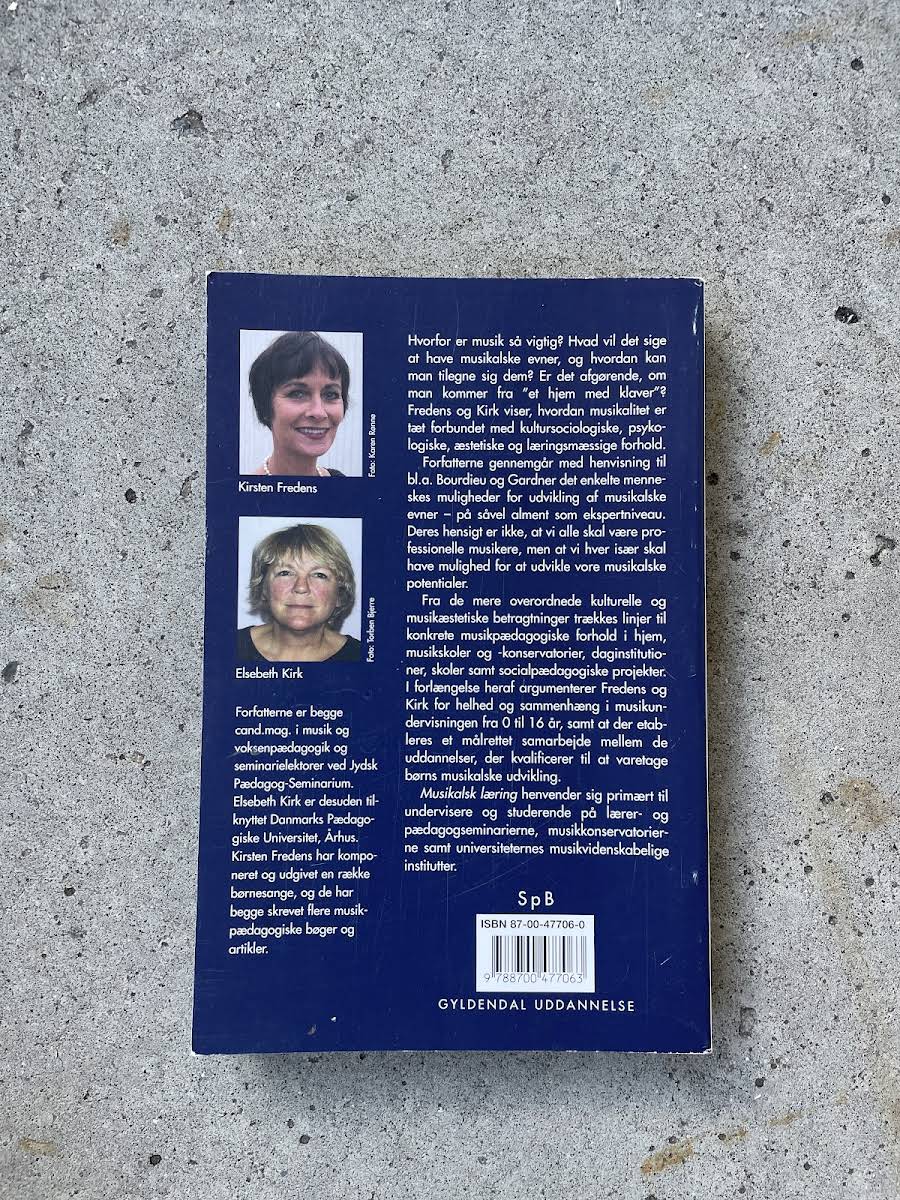 Foto: Karen Rønne
Kirsten Fredens
Foto: Torben Bjerre
Elsebeth Kirk
Forfatterne er begge
cand.mag. i musik og
voksenpædagogik og
seminarielektorer ved Jydsk
Pædagog-Seminarium.
Elsebeth Kirk er desuden til-
knyttet Danmarks Pædago-
giske Universitet, Århus.
Kirsten Fredens har kompo-
neret og udgivet en række
børnesange, og de har
begge skrevet flere musik-
pædagogiske bøger og
artikler.
Hvorfor er musik så vigtig? Hvad vil det sige
at have musikalske evner, og hvordan kan
man tilegne sig dem? Er det afgørende, om
man kommer fra ”et hjem med klaver”?
Fredens og Kirk viser, hvordan musikalitet er
tæt forbundet med kultursociologiske, psyko-
logiske, æstetiske og læringsmæssige forhold.
Forfatterne gennemgår med henvisning til
bl.a. Bourdieu og Gardner det enkelte menne-
skes muligheder for udvikling af musikalske
evner – på såvel alment som ekspertniveau.
Deres hensigt er ikke, at vi alle skal være pro-
fessionelle musikere, men at vi hver især skal
have mulighed for at udvikle vore musikalske
potentialer.
Fra de mere overordnede kulturelle og
musikæstetiske betragtninger trækkes linjer til
konkrete musikpædagogiske forhold i hjem,
musikskoler og -konservatorier, daginstitutio-
ner, skoler samt socialpædagogiske projekter.
I forlængelse heraf argumenterer Fredens og
Kirk for helhed og sammenhæng i musikun-
dervisningen fra 0 til 16 år, samt at der etab-
leres et målrettet samarbejde mellem de
uddannelser, der kvalificerer til at varetage
børns musikalske udvikling.
Musikalsk læring henvender sig primært til
undervisere og studerende på lærer- og
pædagogseminarierne, musikkonservatorier-
ne samt universiteternes musikvidenskabelige
institutter.
SpB
ISBN 87-00-47706-0
9 788700 477063
GYLDENDAL UDDANNELSE